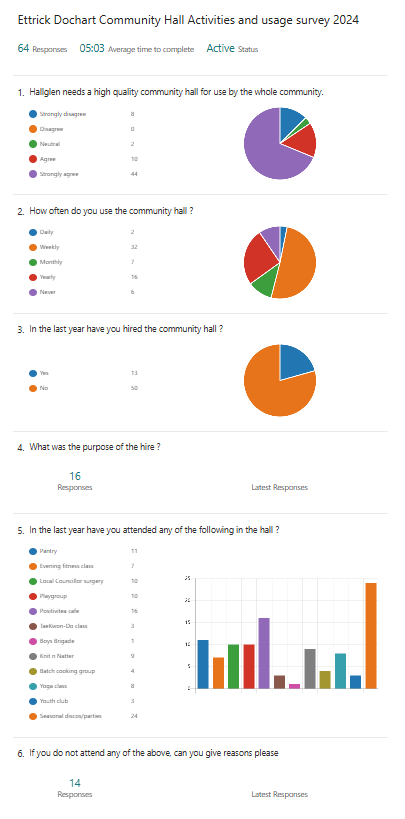 Ettrick Dochart Community Hall Activities and usage survey 2024
64 Responses 05:03 Average time to complete Active Status
1. Hallglen needs a high quality community hall for use by the whole community.
Strongly disagree 8
Disagree 0
Neutral 2
Agree 10
Strongly agree 44
2. How often do you use the community hall ?
Daily 2
Weekly 32
Monthly 7
Yearly 16
Never 6
3. In the last year have you hired the community hall ?
Yes 13
No 50
4. What was the purpose of the hire ?
16
Responses
Latest Responses
5. In the last year have you attended any of the following in the hall ?
Pantry 11
Evening fitness class 7
Local Councillor surgery 10
Playgroup 10
Positivitea cafe 16
TaeKwon-Do class 3
Boys Brigade 1
Knit n Natter 9
Batch cooking group 4
Yoga class 8
Youth club 3
Seasonal discos/parties 24
25
20
15
10
5
0
6. If you do not attend any of the above, can you give reasons please
14
Responses
Latest Responses